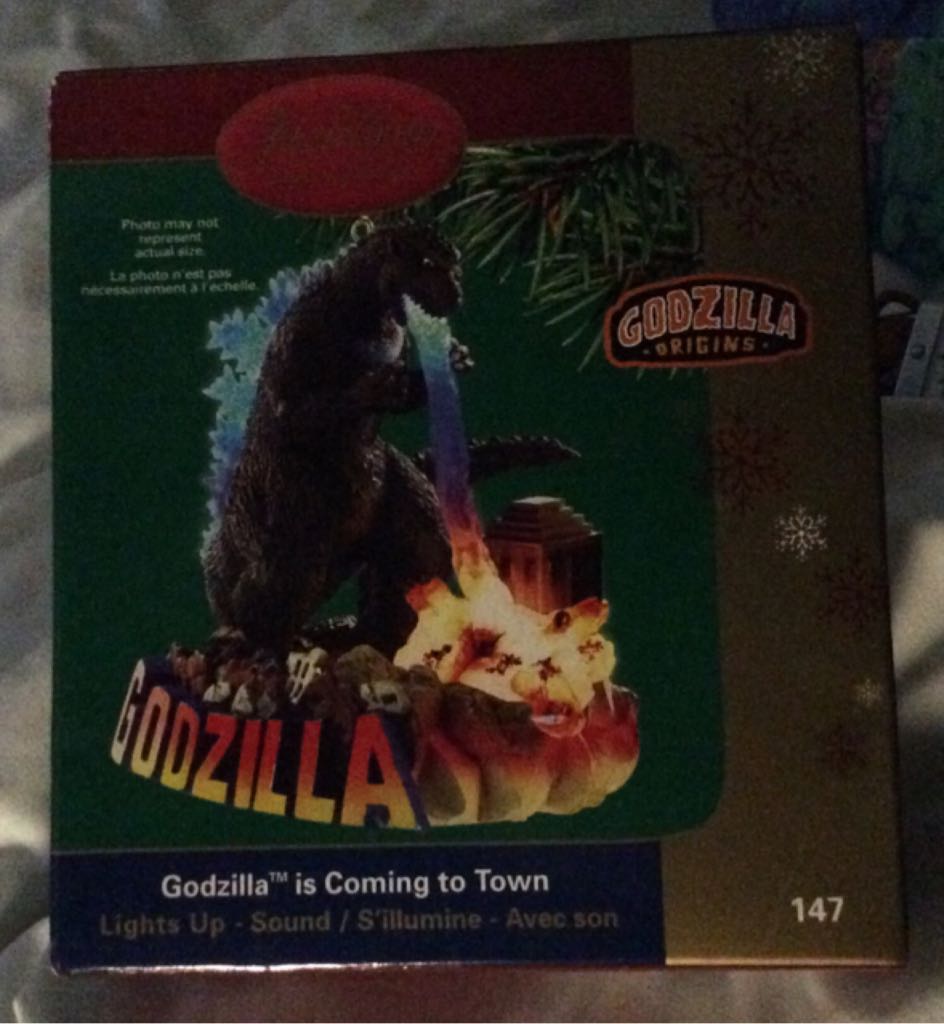 Photo may not
represent
actual size.
La photo n'est pas
nécessairement à l'échelle.
GODZILLA
· ORIGINS ·
GODZILLA
Godzilla™ is Coming to Town
Lights Up - Sound / S'illumine - Avec son
147